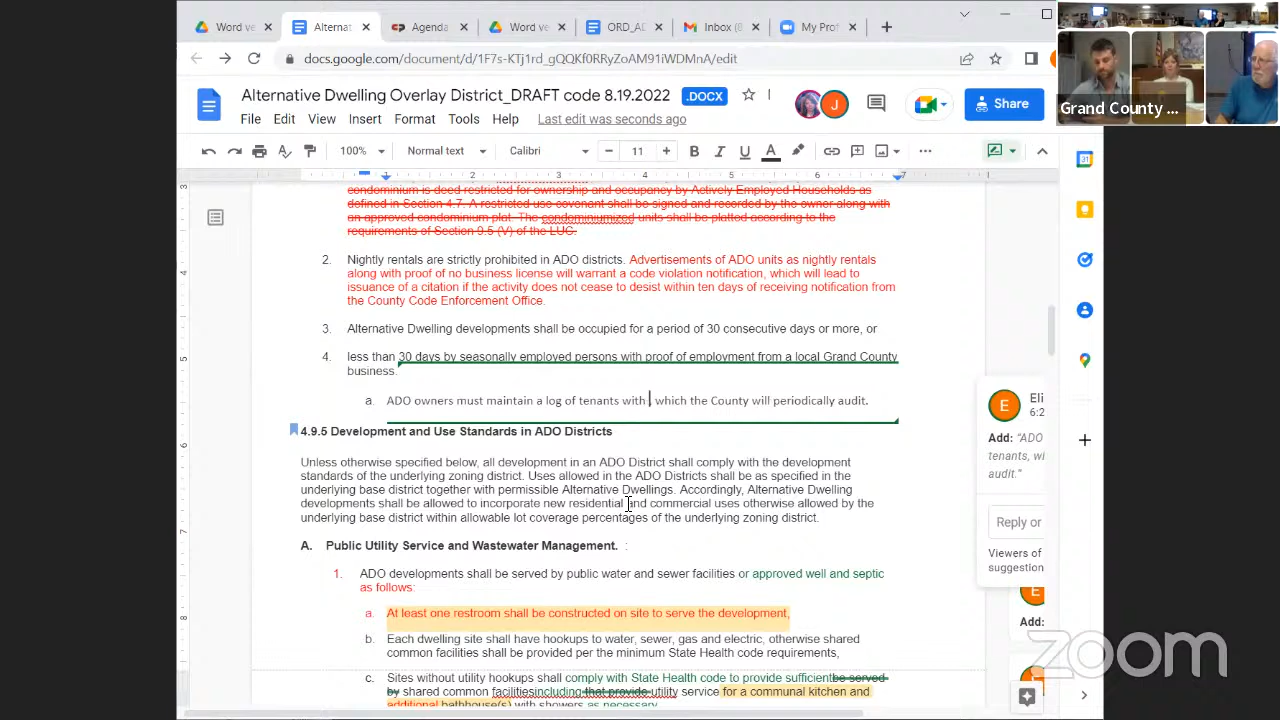 Word ve
Alternat
Agenda
Word
ORD_A
Inbox (
My Prof
docs.google.com/document/d/1F7s-KTj1rd_gQQKf0RRyZoAM91iWDMnA/edit
Alternative Dwelling Overlay District_DRAFT code 8.19.2022
.DOCX
J
Share
File Edit View Insert Format Tools Help
Last edit was seconds ago
Grand County ...
100%
Normal text
Calibri
11
B I U A
1 2 3 4 5 6 7
condominium is deed restricted for ownership and occupancy by Actively Employed Households as
defined in Section 4.7. A restricted use covenant shall be signed and recorded by the owner along with
an approved condominium plat. The condominiumized units shall be platted according to the
requirements of Section 9.5 (V) of the LUC.
2. Nightly rentals are strictly prohibited in ADO districts. Advertisements of ADO units as nightly rentals
along with proof of no business license will warrant a code violation notification, which will lead to
issuance of a citation if the activity does not cease to desist within ten days of receiving notification from
the County Code Enforcement Office.
3. Alternative Dwelling developments shall be occupied for a period of 30 consecutive days or more, or
4. less than 30 days by seasonally employed persons with proof of employment from a local Grand County
business.
a. ADO owners must maintain a log of tenants with , which the County will periodically audit.
4.9.5 Development and Use Standards in ADO Districts
Unless otherwise specified below, all development in an ADO District shall comply with the development
standards of the underlying zoning district. Uses allowed in the ADO Districts shall be as specified in the
underlying base district together with permissible Alternative Dwellings. Accordingly, Alternative Dwelling
developments shall be allowed to incorporate new residential and commercial uses otherwise allowed by the
underlying base district within allowable lot coverage percentages of the underlying zoning district.
A. Public Utility Service and Wastewater Management. :
1. ADO developments shall be served by public water and sewer facilities or approved well and septic
as follows:
a. At least one restroom shall be constructed on site to serve the development,
b. Each dwelling site shall have hookups to water, sewer, gas and electric, otherwise shared
common facilities shall be provided per the minimum State Health code requirements,
c. Sites without utility hookups shall comply with State Health code to provide sufficientbe served
by shared common facilitiesincluding that provide utility service for a communal kitchen and
additional bathhouse(s) with showers as necessary
E
Eli
6:2
Add: "ADO
tenants, wi
audit."
Reply or
Viewers of
suggestion
E
Add:
31
zoom